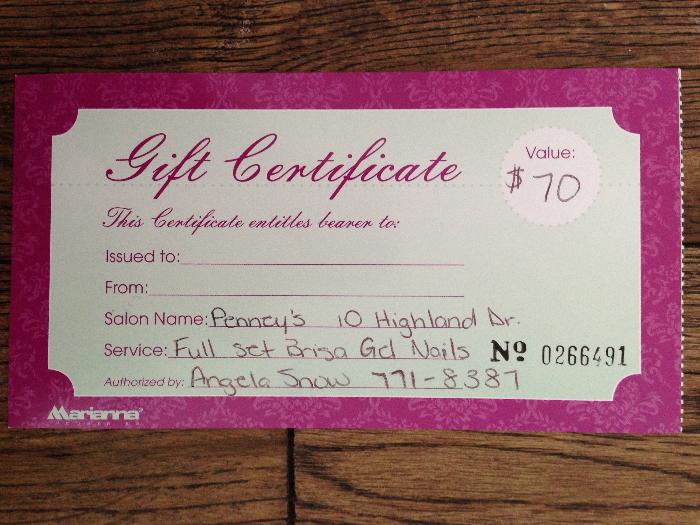 Gift Certificate
Value:
$70
This Certificate entitles bearer to:
Issued to:
From:
Salon Name: Penney's 10 Highland Dr.
Service: Full set Brisa Gel Nails Nº 0266491
Authorized by: Angela Snow 771-8387
Marianna